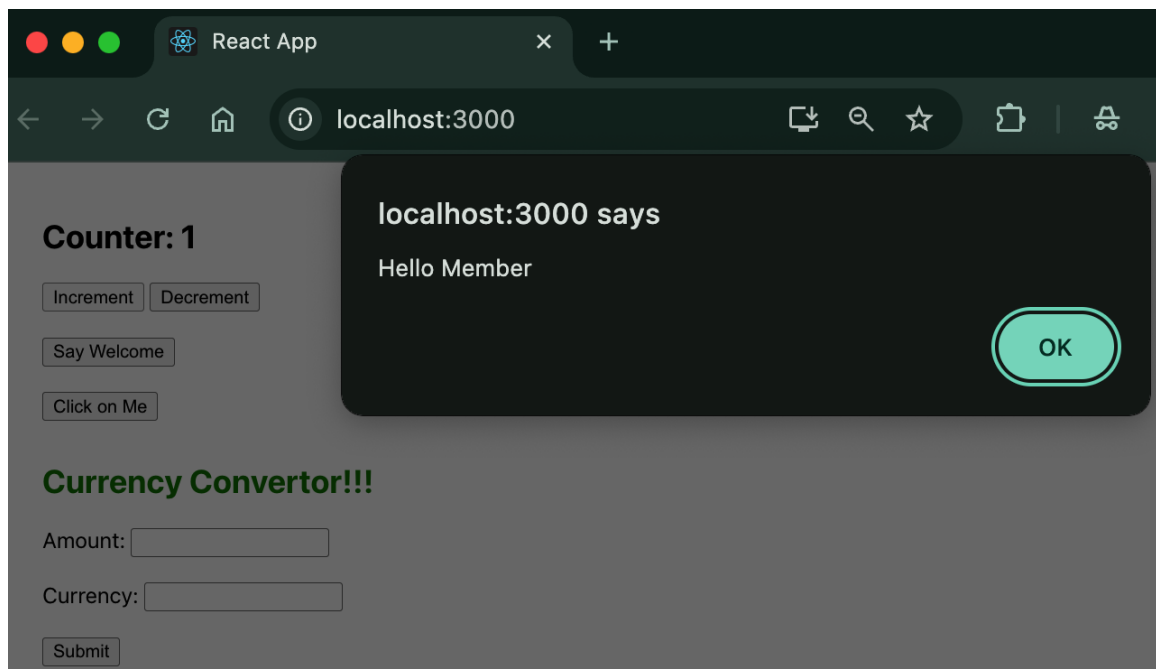 React App
localhost:3000
localhost:3000 says
Hello Member
OK
Counter: 1
Increment Decrement
Say Welcome
Click on Me
Currency Convertor!!!
Amount:
Currency:
Submit